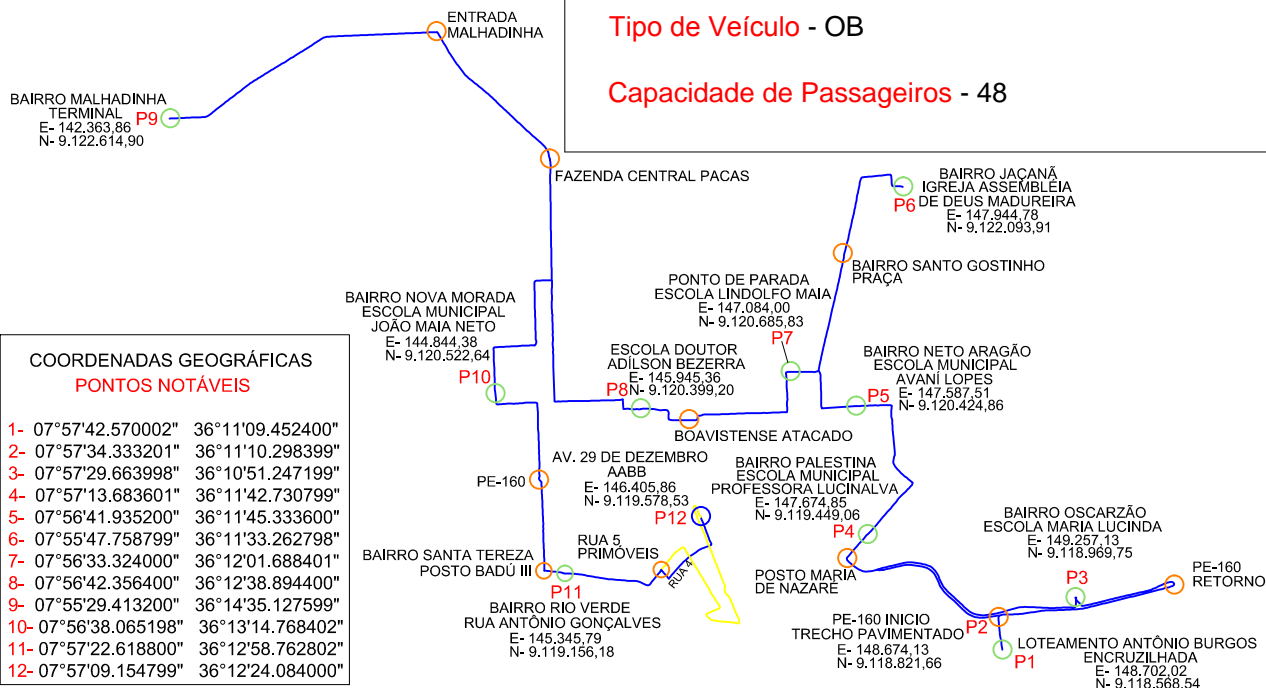 Tipo de Veículo - OB
Capacidade de Passageiros - 48
ENTRADA
MALHADINHA
BAIRRO MALHADINHA
TERMINAL
P9
E- 142.363,86
N- 9.122.614,90
FAZENDA CENTRAL PACAS
BAIRRO JAÇANÃ
IGREJA ASSEMBLÉIA
DE DEUS MADUREIRA
P6
E- 147.944,78
N- 9.122.093,91
BAIRRO SANTO GOSTINHO
PRAÇA
PONTO DE PARADA
ESCOLA LINDOLFO MAIA
E- 147.084,00
N- 9.120.685,83
P7
BAIRRO NOVA MORADA
ESCOLA MUNICIPAL
JOÃO MAIA NETO
E- 144.844,38
N- 9.120.522,64
P10
ESCOLA DOUTOR
ADÍLSON BEZERRA
E- 145.945,36
P8
N- 9.120.399,20
BAIRRO NETO ARAGÃO
ESCOLA MUNICIPAL
AVANÍ LOPES
P5
E- 147.587,51
N- 9.120.424,86
BOAVISTENSE ATACADO
COORDENADAS GEOGRÁFICAS
PONTOS NOTÁVEIS
1- 07°57'42.570002" 36°11'09.452400"
2- 07°57'34.333201" 36°11'10.298399"
3- 07°57'29.663998" 36°10'51.247199"
4- 07°57'13.683601" 36°11'42.730799"
5- 07°56'41.935200" 36°11'45.333600"
6- 07°55'47.758799" 36°11'33.262798"
7- 07°56'33.324000" 36°12'01.688401"
8- 07°56'42.356400" 36°12'38.894400"
9- 07°55'29.413200" 36°14'35.127599"
10- 07°56'38.065198" 36°13'14.768402"
11- 07°57'22.618800" 36°12'58.762802"
12- 07°57'09.154799" 36°12'24.084000"
PE-160
AV. 29 DE DEZEMBRO
AABB
E- 146.405,86
N- 9.119.578,53
P12
BAIRRO PALESTINA
ESCOLA MUNICIPAL
PROFESSORA LUCINALVA
E- 147.674,85
N- 9.119.449,06
P4
BAIRRO OSCARZÃO
ESCOLA MARIA LUCINDA
E- 149.257,13
N- 9.118.969,75
P3
PE-160
RETORNO
BAIRRO SANTA TEREZA
POSTO BADÚ III
RUA 5
PRIMÓVEIS
RUA 4
P11
BAIRRO RIO VERDE
RUA ANTÔNIO GONÇALVES
E- 145.345,79
N- 9.119.156,18
POSTO MARIA
DE NAZARÉ
PE-160 INICIO
TRECHO PAVIMENTADO
E- 148.674,13
N- 9.118.821,66
P2
P1
LOTEAMENTO ANTÔNIO BURGOS
ENCRUZILHADA
E- 148.702,02
N- 9.118.568,54